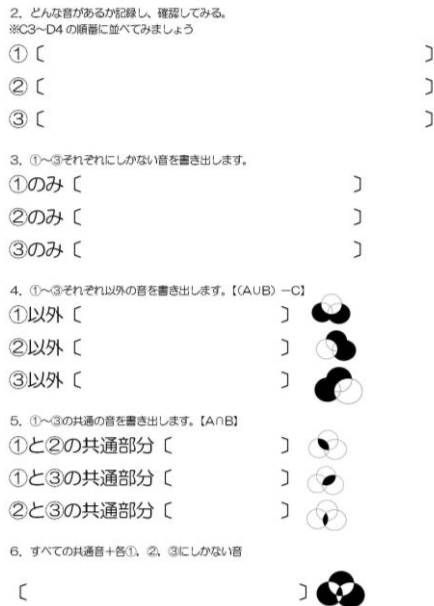 2．どんな音があるか記録し、確認してみる。
※C3～D4の順番に並べてみましょう
①〔　　　　　〕
②〔　　　　　〕
③〔　　　　　〕
3．①～③それぞれにしかない音を書き出します。
①のみ〔　　　　　〕
②のみ〔　　　　　〕
③のみ〔　　　　　〕
4．①～③それぞれ以外の音を書き出します。【(A∪B)－C】
①以外〔　　　　　〕
②以外〔　　　　　〕
③以外〔　　　　　〕
5．①～③の共通の音を書き出します。【A∩B】
①と②の共通部分〔　　　　　〕
①と③の共通部分〔　　　　　〕
②と③の共通部分〔　　　　　〕
6．すべての共通音+各①，②，③にしかない音
〔　　　　　〕